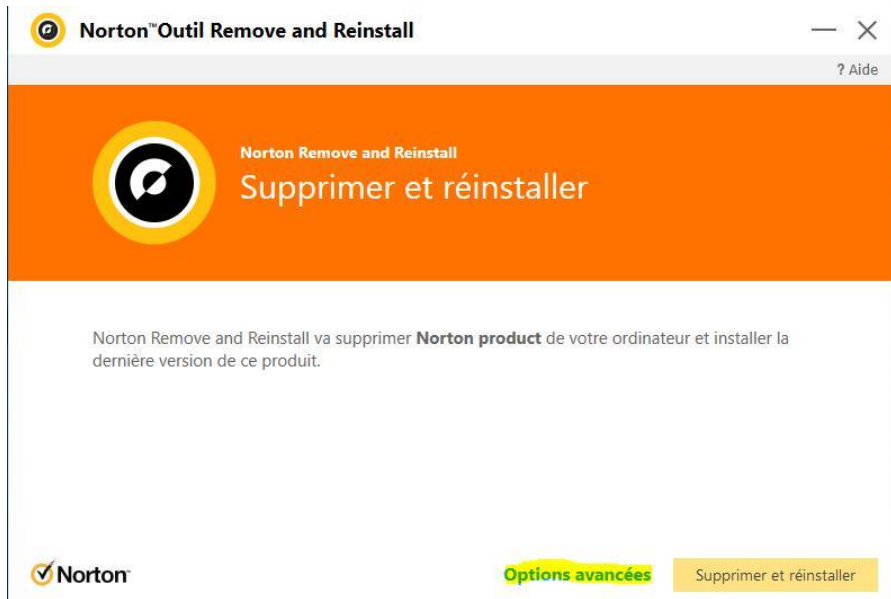 Norton™Outil Remove and Reinstall
? Aide
Norton Remove and Reinstall
Supprimer et réinstaller
Norton Remove and Reinstall va supprimer Norton product de votre ordinateur et installer la
dernière version de ce produit.
Norton
Options avancées
Supprimer et réinstaller